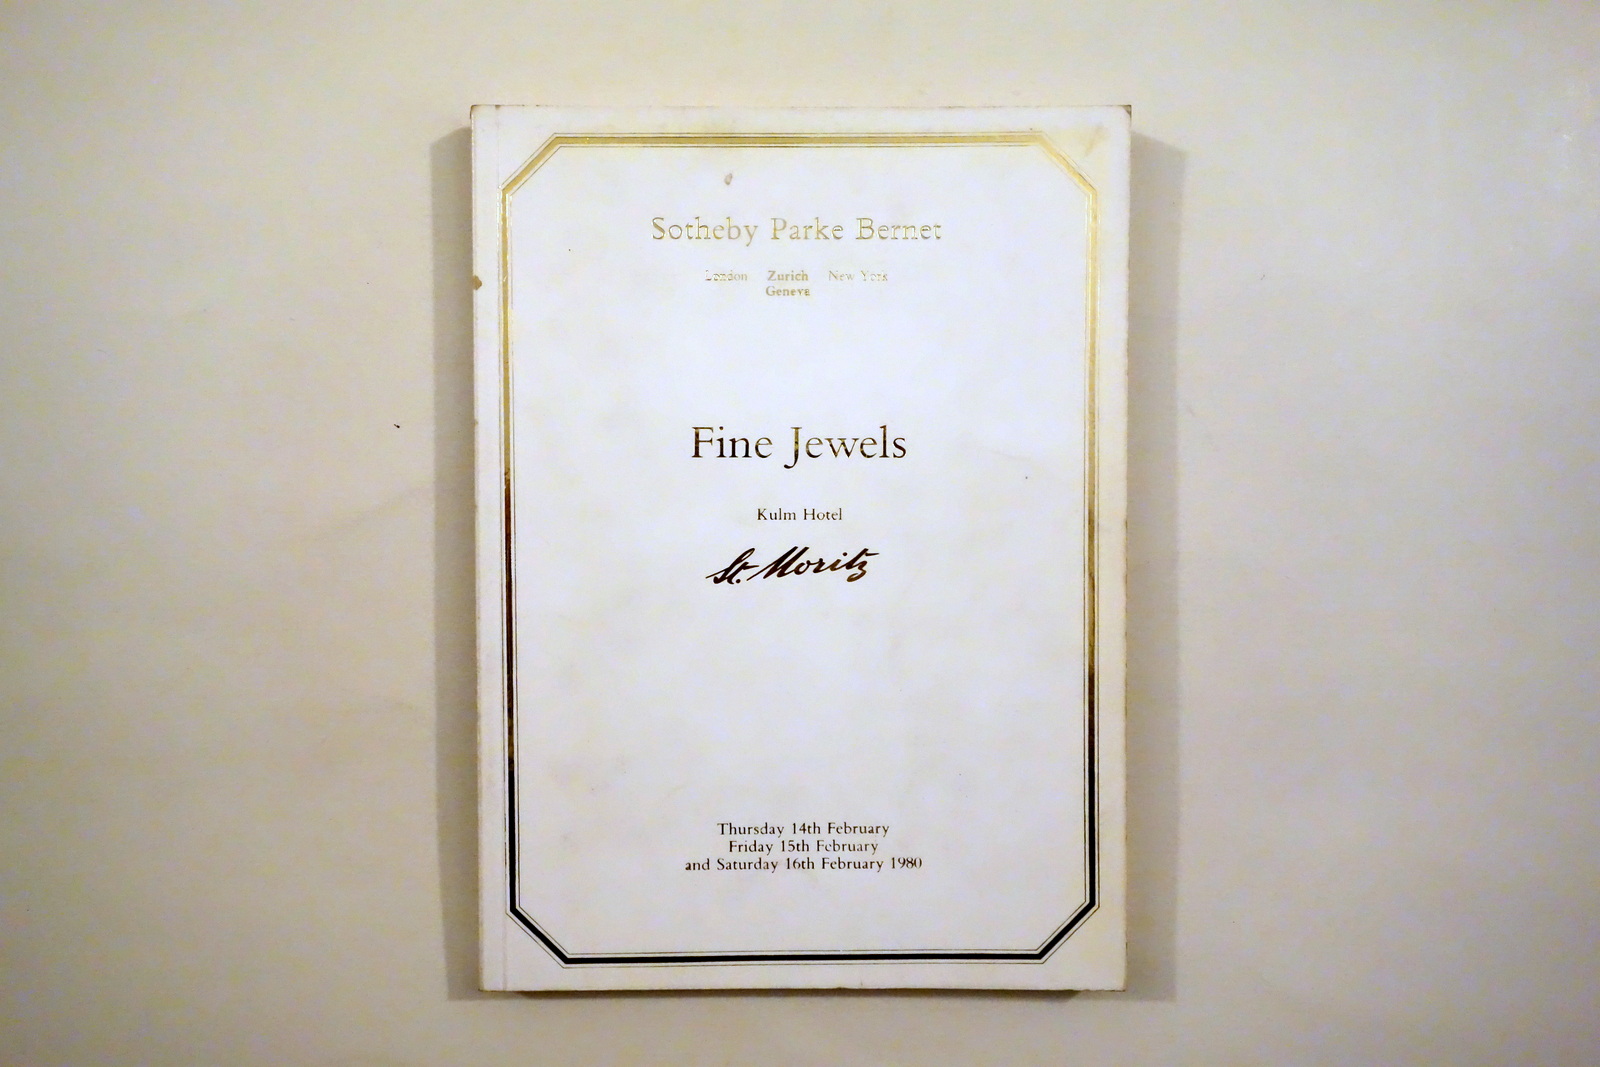 Sotheby Parke Bernet
London Zurich New York
Geneva
Fine Jewels
Kulm Hotel
St. Moritz
Thursday 14th February
Friday 15th February
and Saturday 16th February 1980